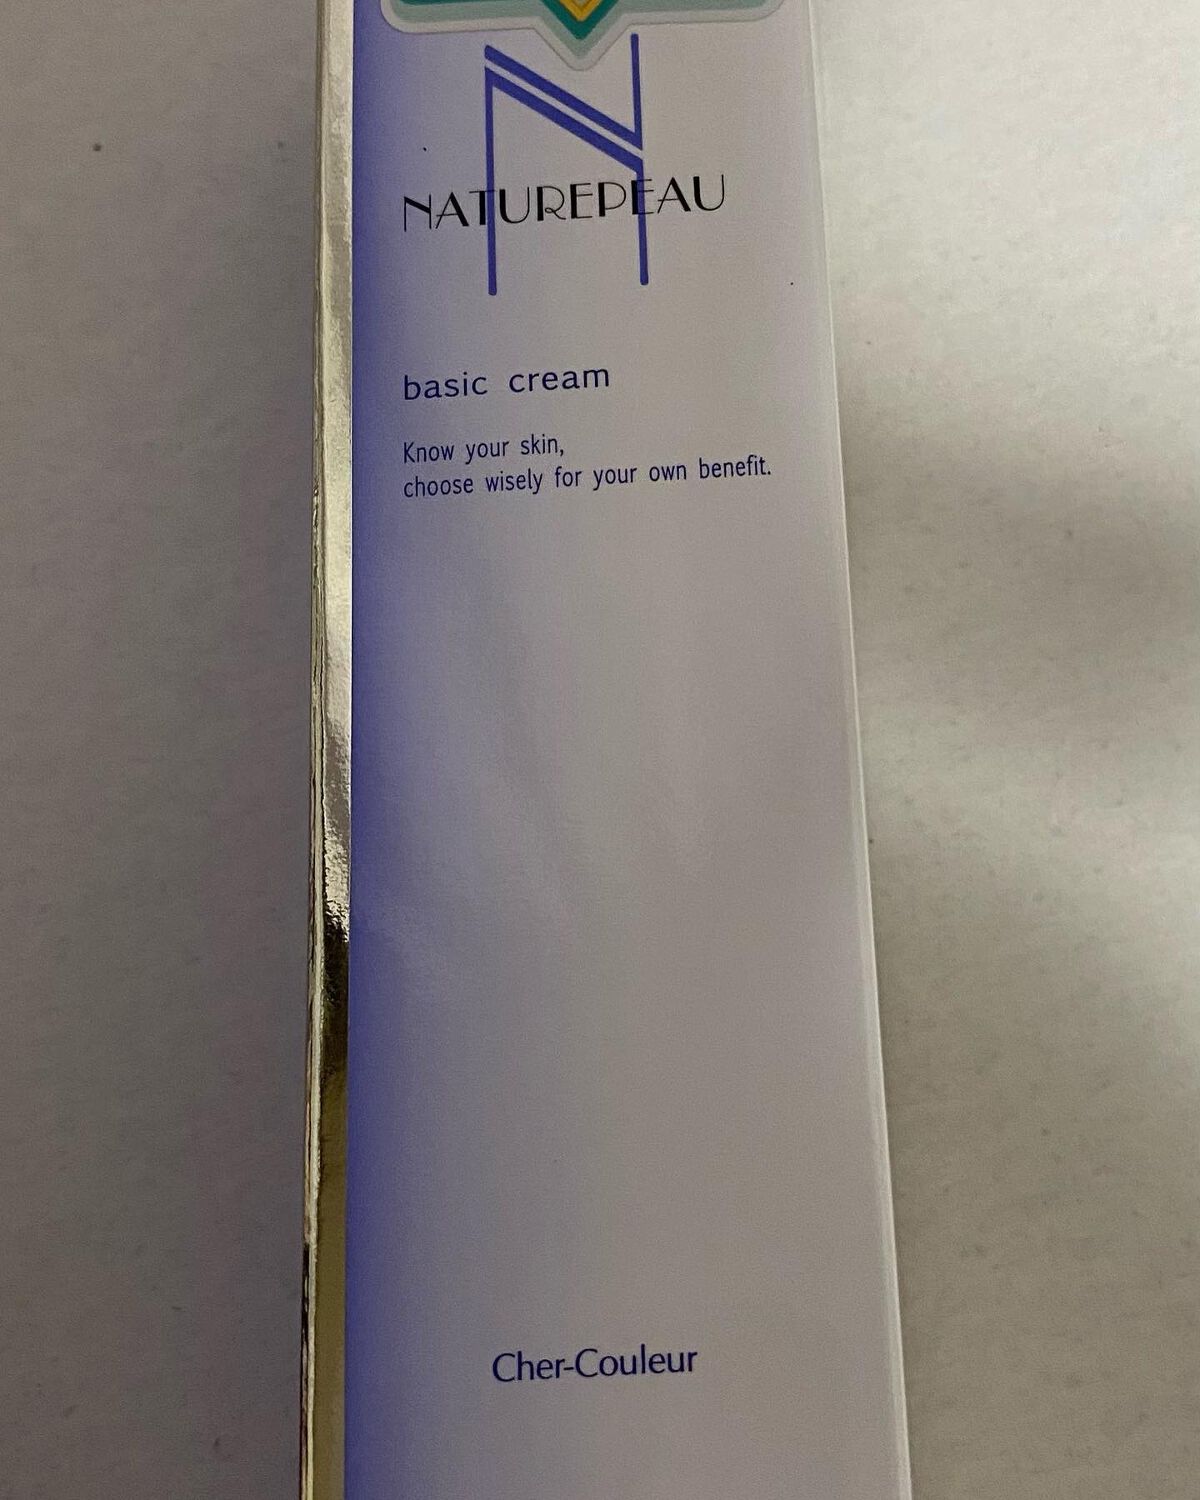 NATUREPEAU
basic cream
Know your skin,
choose wisely for your own benefit.
Cher-Couleur